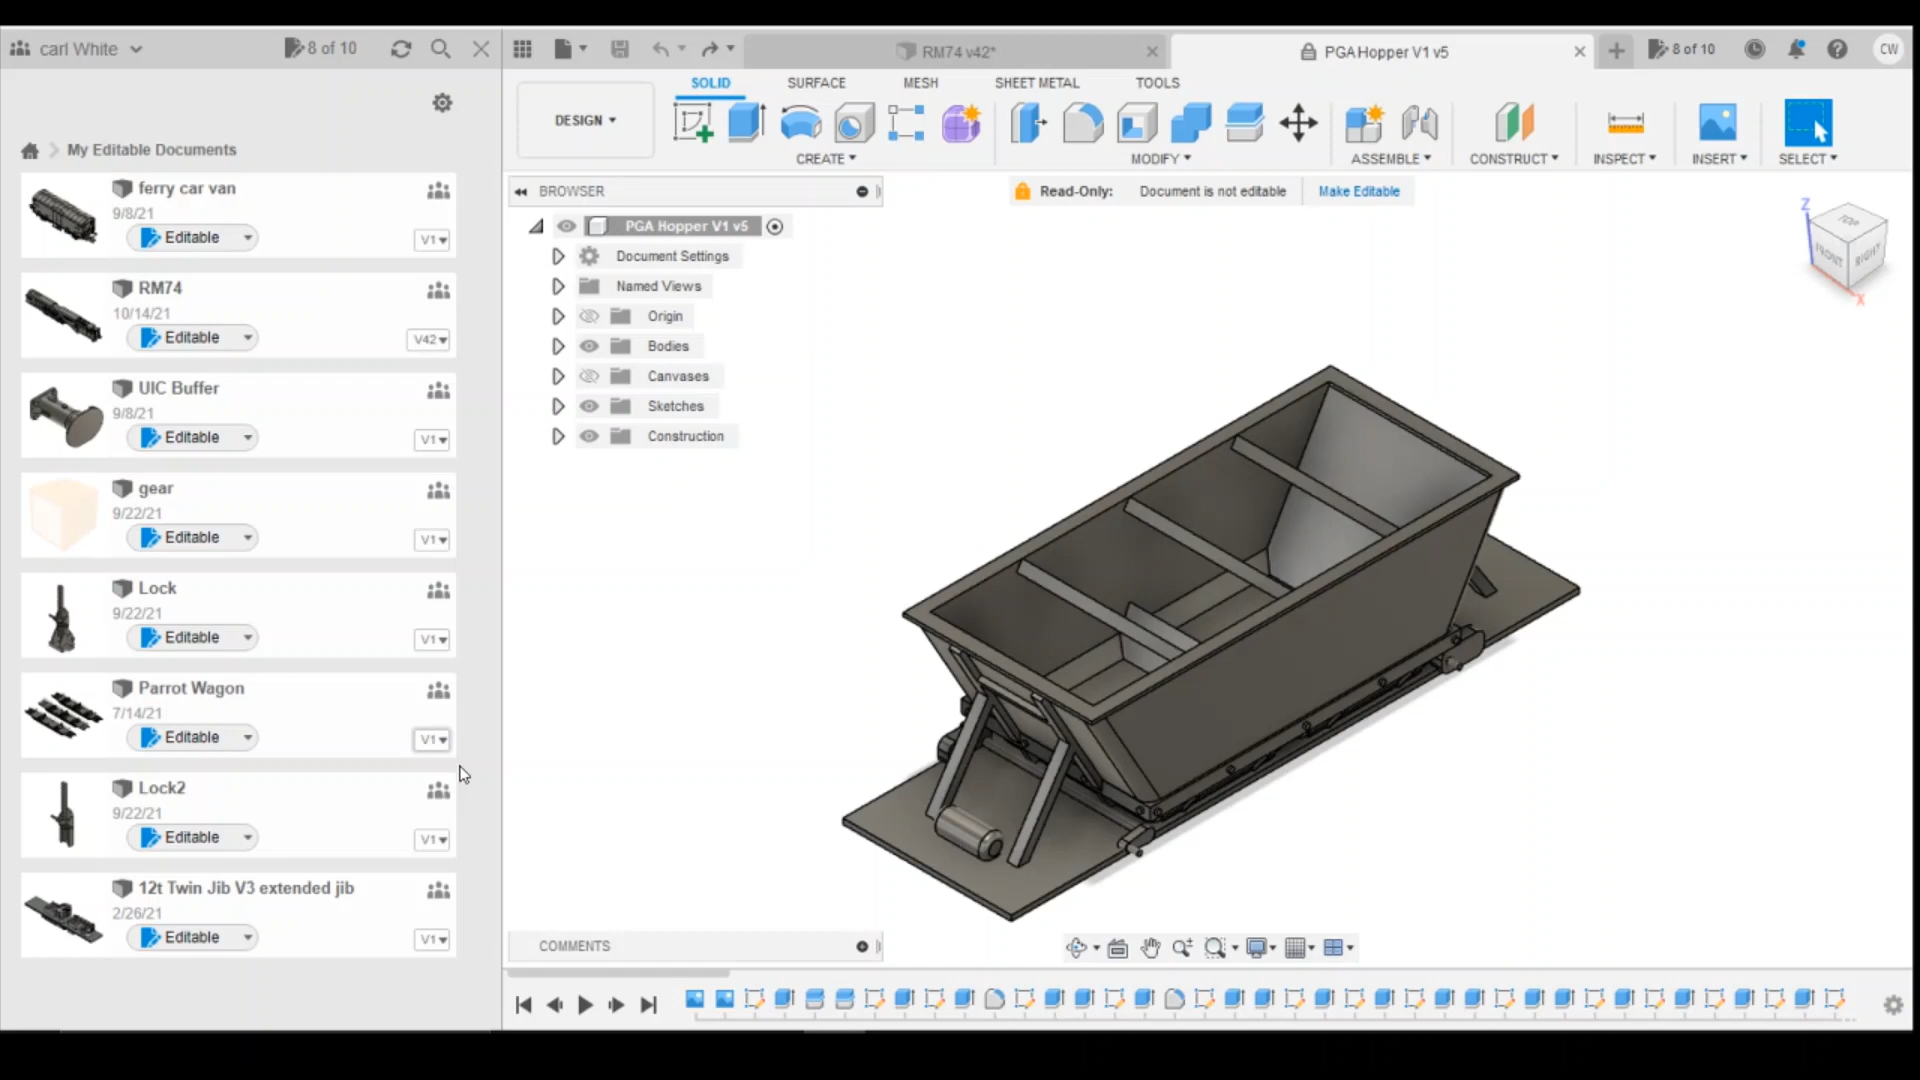 carl White
8 of 10
RM74 v42*
PGA Hopper V1 v5
8 of 10
CW
SOLID
SURFACE
MESH
SHEET METAL
TOOLS
DESIGN
CREATE
MODIFY
ASSEMBLE
CONSTRUCT
INSPECT
INSERT
SELECT
My Editable Documents
ferry car van
9/8/21
Editable
V1
RM74
10/14/21
Editable
V42
UIC Buffer
9/8/21
Editable
V1
gear
9/22/21
Editable
V1
Lock
9/22/21
Editable
V1
Parrot Wagon
7/14/21
Editable
V1
Lock2
9/22/21
Editable
V1
12t Twin Jib V3 extended jib
2/26/21
Editable
V1
BROWSER
PGA Hopper V1 v5
Document Settings
Named Views
Origin
Bodies
Canvases
Sketches
Construction
Read-Only: Document is not editable Make Editable
Z
TOP
FRONT
RIGHT
X
COMMENTS